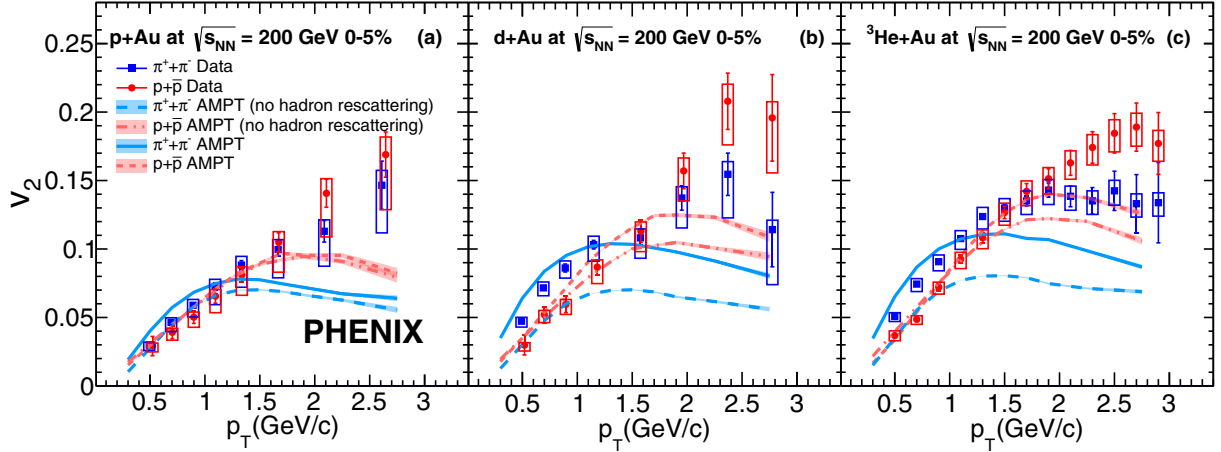 p+Au at √s_NN = 200 GeV 0-5% (a)
d+Au at √s_NN = 200 GeV 0-5% (b)
³He+Au at √s_NN = 200 GeV 0-5% (c)
π⁺+π⁻ Data
p+p̅ Data
π⁺+π⁻ AMPT (no hadron rescattering)
p+p̅ AMPT (no hadron rescattering)
π⁺+π⁻ AMPT
p+p̅ AMPT
PHENIX
v₂
0.25
0.2
0.15
0.1
0.05
0
0.5 1 1.5 2 2.5 3
0.5 1 1.5 2 2.5 3
0.5 1 1.5 2 2.5 3
p_T(GeV/c)
p_T(GeV/c)
p_T(GeV/c)